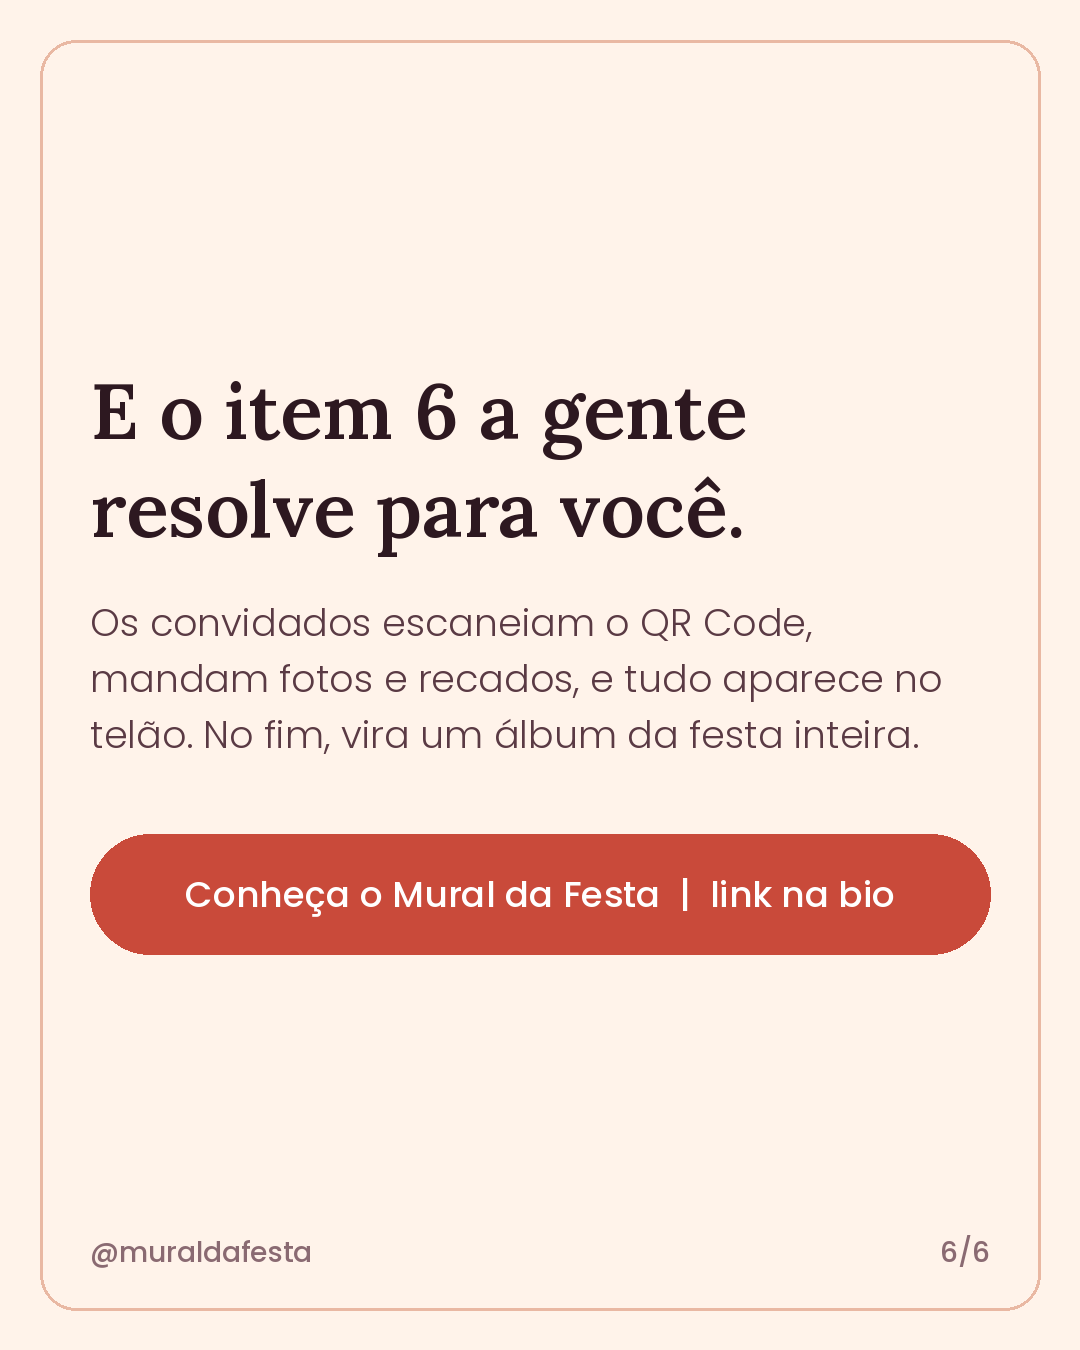 E o item 6 a gente
resolve para você.
Os convidados escaneiam o QR Code,
mandam fotos e recados, e tudo aparece no
telão. No fim, vira um álbum da festa inteira.
Conheça o Mural da Festa | link na bio
@muraldafesta
6/6